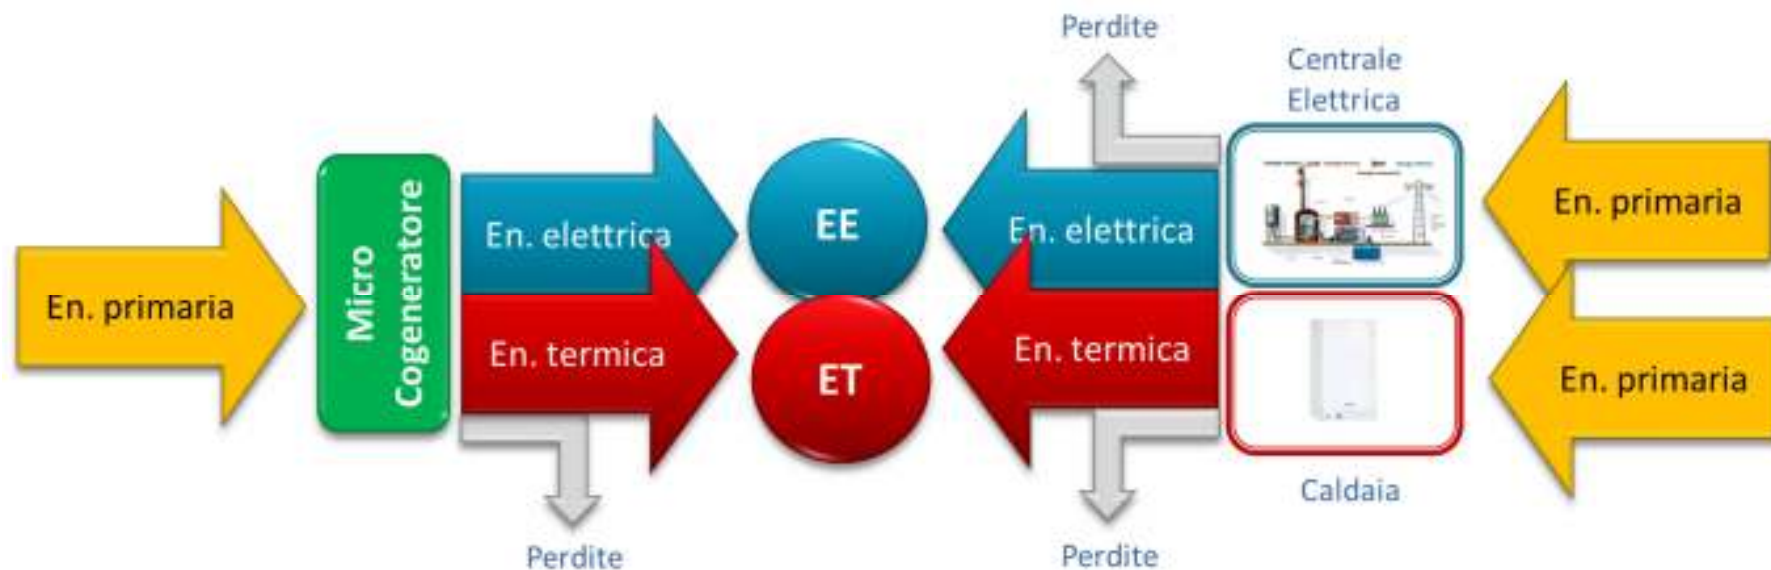 Perdite
Centrale
Elettrica
En. primaria
Micro
Cogeneratore
En. elettrica
En. termica
Perdite
EE
ET
En. elettrica
En. termica
Perdite
En. primaria
En. primaria
Caldaia